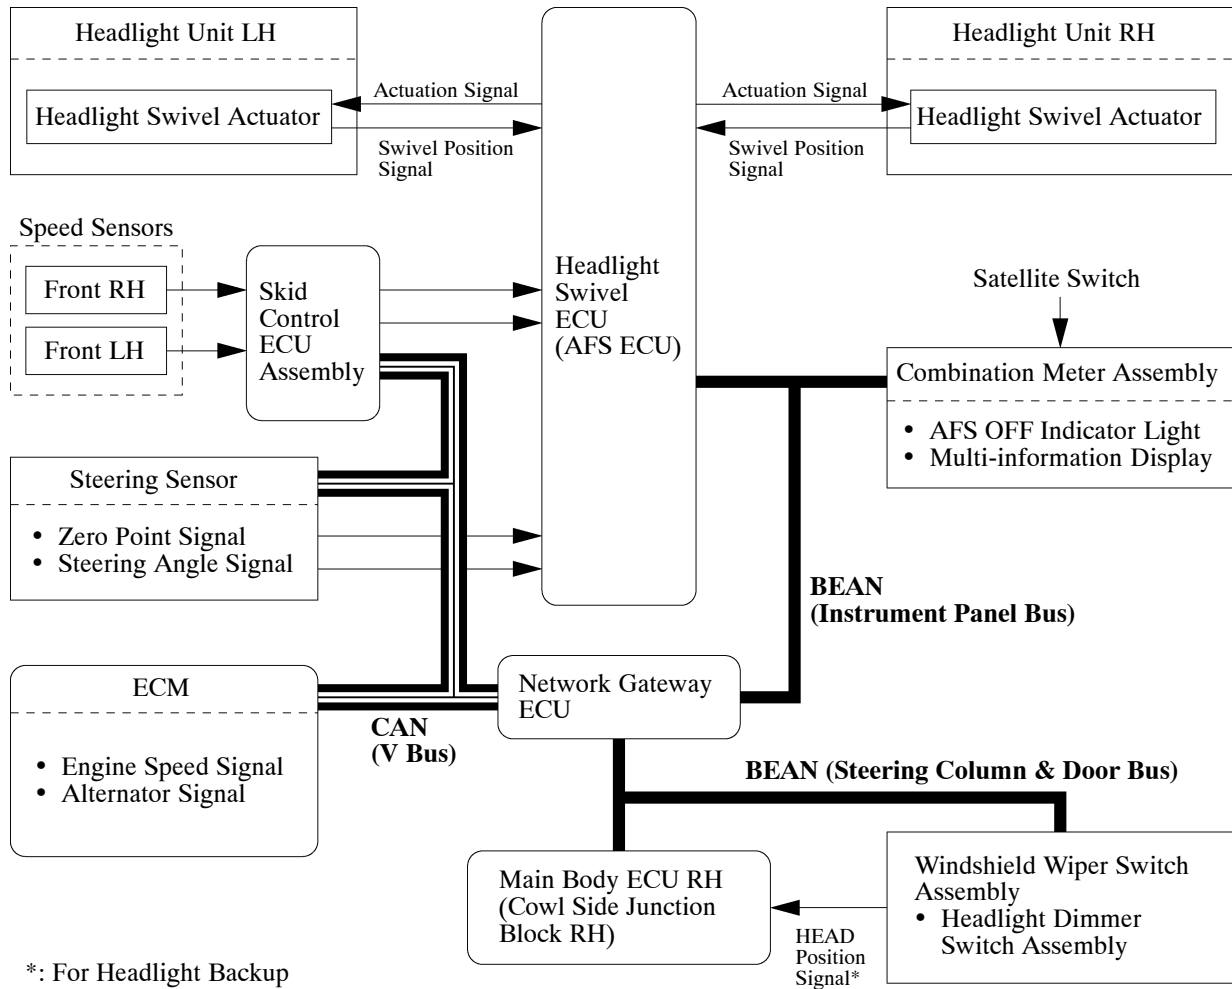 Headlight Unit LH
Headlight Swivel Actuator
Actuation Signal
Swivel Position
Signal
Headlight Unit RH
Headlight Swivel Actuator
Actuation Signal
Swivel Position
Signal
Speed Sensors
Front RH
Front LH
Skid
Control
ECU
Assembly
Headlight
Swivel
ECU
(AFS ECU)
Satellite Switch
Combination Meter Assembly
• AFS OFF Indicator Light
• Multi-information Display
Steering Sensor
• Zero Point Signal
• Steering Angle Signal
BEAN
(Instrument Panel Bus)
ECM
• Engine Speed Signal
• Alternator Signal
CAN
(V Bus)
Network Gateway
ECU
BEAN (Steering Column & Door Bus)
Main Body ECU RH
(Cowl Side Junction
Block RH)
HEAD
Position
Signal*
Windshield Wiper Switch
Assembly
• Headlight Dimmer
Switch Assembly
*: For Headlight Backup